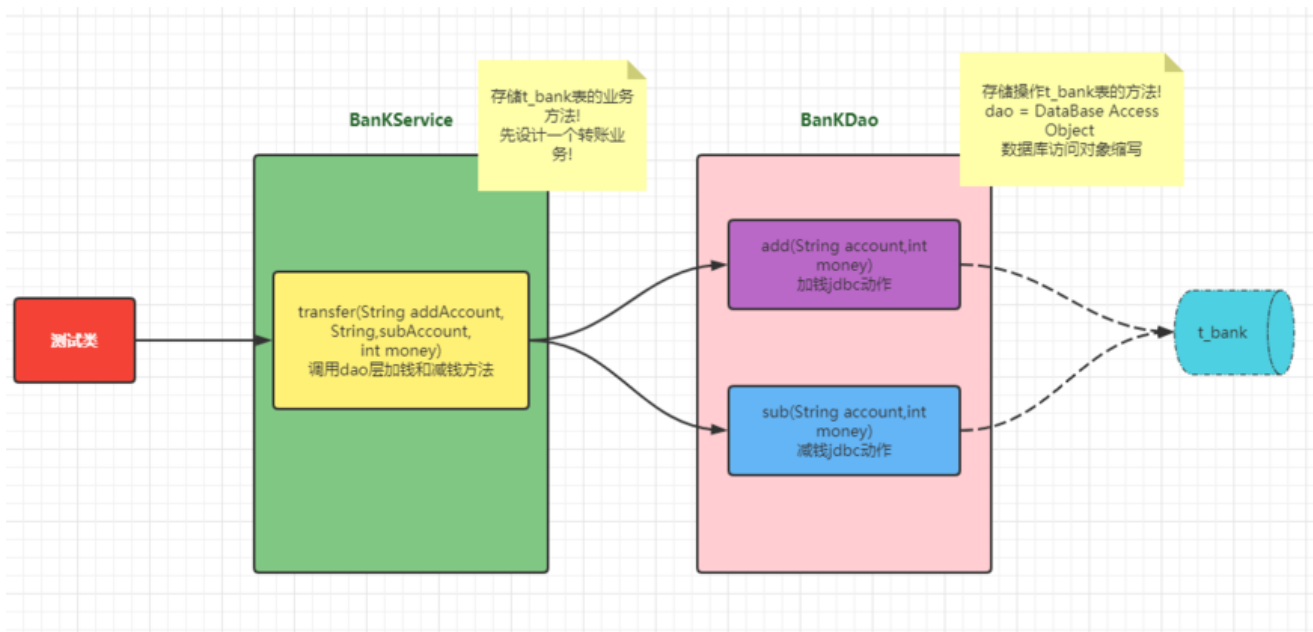 BanKService
存储t_bank表的业务
方法!
先设计一个转账业
务!
BanKDao
存储操作t_bank表的方法!
dao = DataBase Access
Object
数据库访问对象缩写
测试类
transfer(String addAccount,
String,subAccount,
int money)
调用dao层加钱和减钱方法
add(String account,int
money)
加钱jdbc动作
sub(String account,int
money)
减钱jdbc动作
t_bank